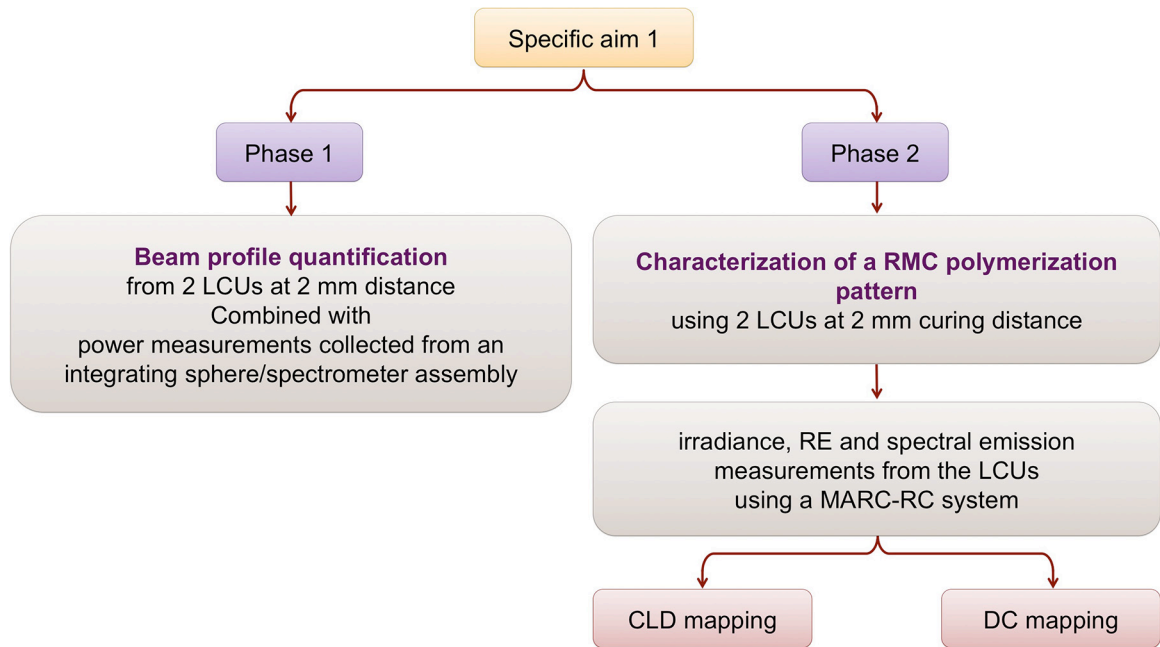 Specific aim 1
Phase 1
Phase 2
Beam profile quantification
from 2 LCUs at 2 mm distance
Combined with
power measurements collected from an
integrating sphere/spectrometer assembly
Characterization of a RMC polymerization
pattern
using 2 LCUs at 2 mm curing distance
irradiance, RE and spectral emission
measurements from the LCUs
using a MARC-RC system
CLD mapping
DC mapping